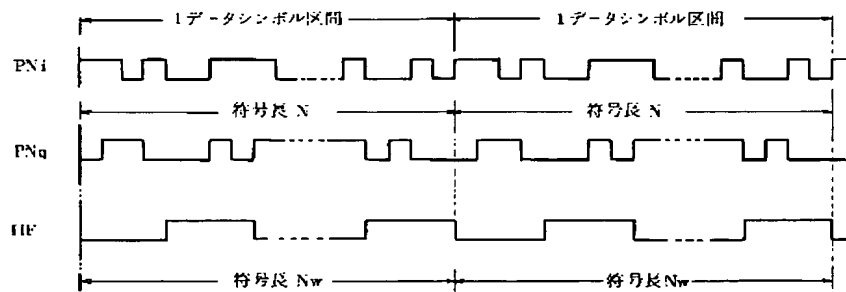 1データシンボル区間 1データシンボル区間
PNi
符号長 N 符号長 N
PNq
HF
符号長 Nw 符号長Nw